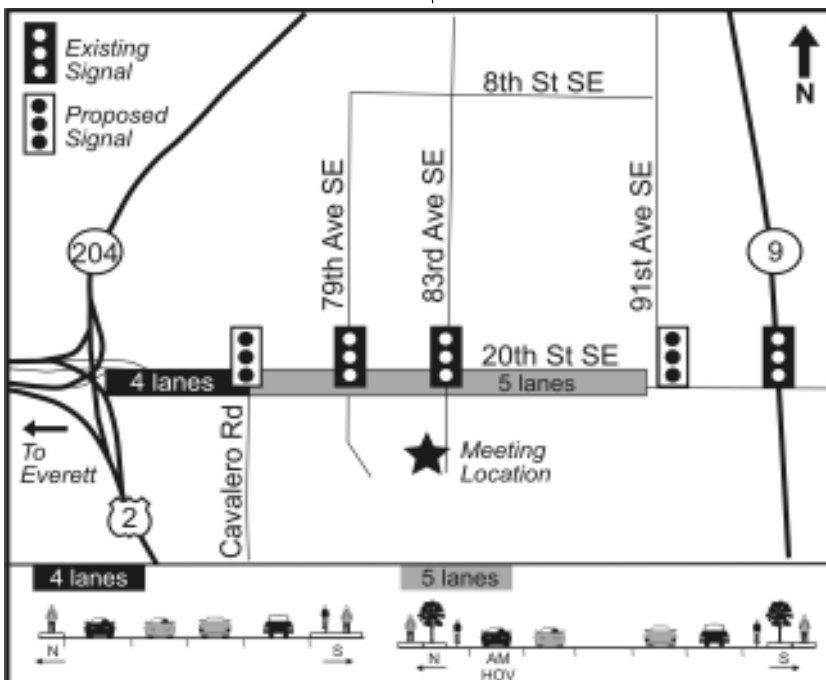 Existing
Signal
Proposed
Signal
N
8th St SE
79th Ave SE
83rd Ave SE
91st Ave SE
204
9
20th St SE
4 lanes
5 lanes
To
Everett
Cavalero Rd
Meeting
Location
2
4 lanes
5 lanes
N
S
N
AM
HOV
S